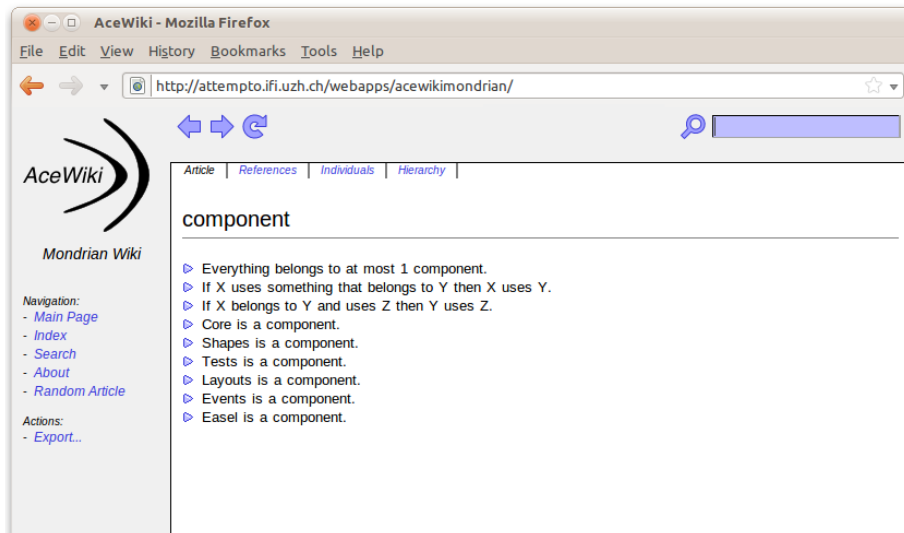 AceWiki - Mozilla Firefox
File Edit View History Bookmarks Tools Help
http://attempto.ifi.uzh.ch/webapps/acewikimondrian/
AceWiki
Mondrian Wiki
Navigation:
- Main Page
- Index
- Search
- About
- Random Article
Actions:
- Export...
Article References Individuals Hierarchy
component
Everything belongs to at most 1 component.
If X uses something that belongs to Y then X uses Y.
If X belongs to Y and uses Z then Y uses Z.
Core is a component.
Shapes is a component.
Tests is a component.
Layouts is a component.
Events is a component.
Easel is a component.